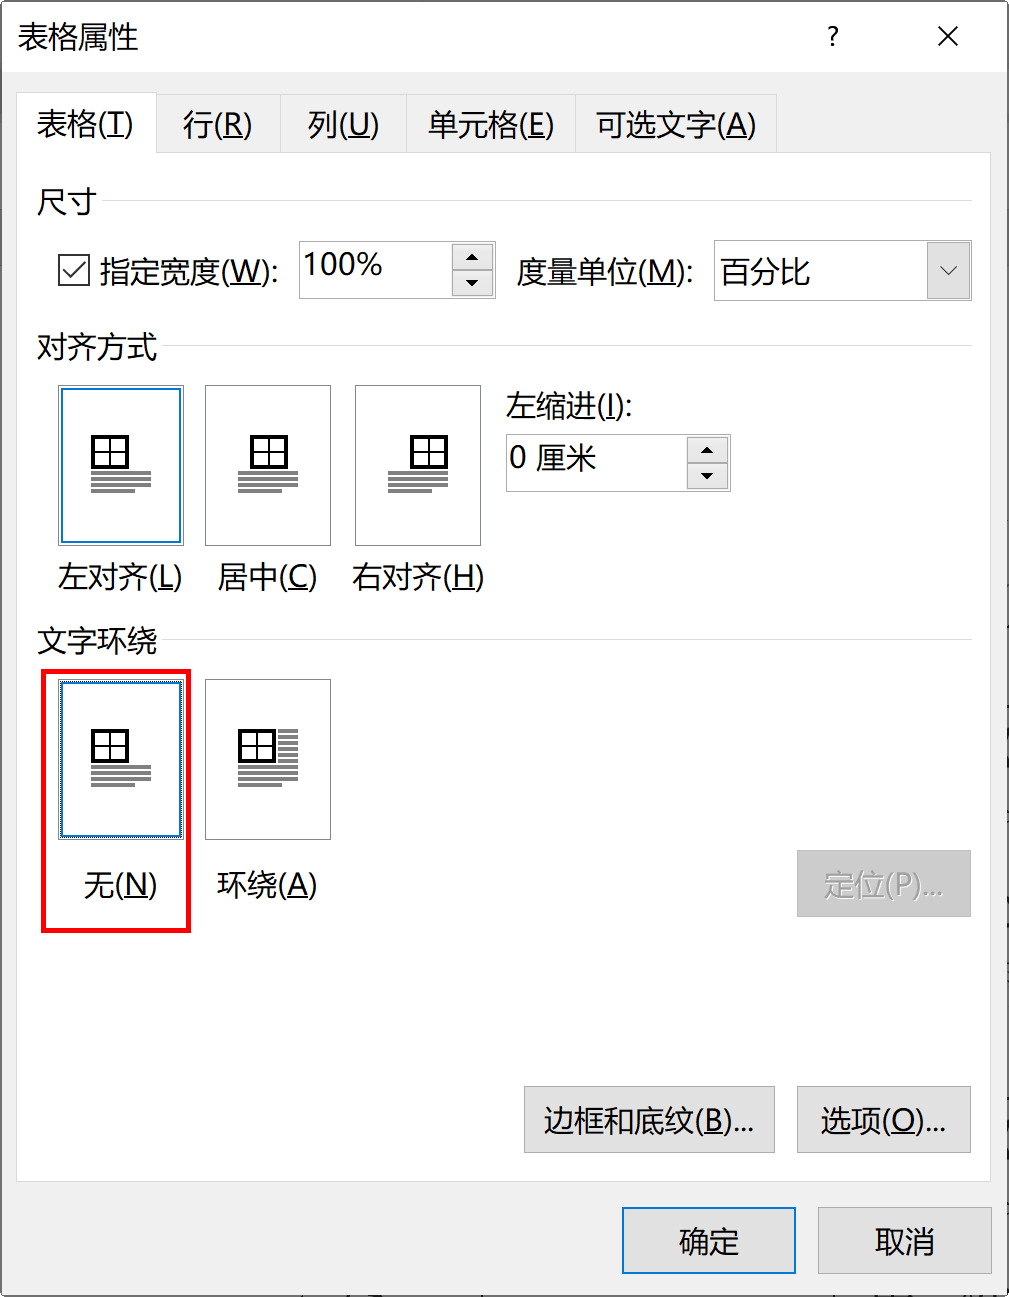 表格属性 ?
表格(T) 行(R) 列(U) 单元格(E) 可选文字(A)
尺寸
指定宽度(W): 100% 度量单位(M): 百分比
对齐方式
左缩进(I):
0 厘米
左对齐(L) 居中(C) 右对齐(H)
文字环绕
无(N) 环绕(A) 定位(P)...
边框和底纹(B)... 选项(O)...
确定 取消